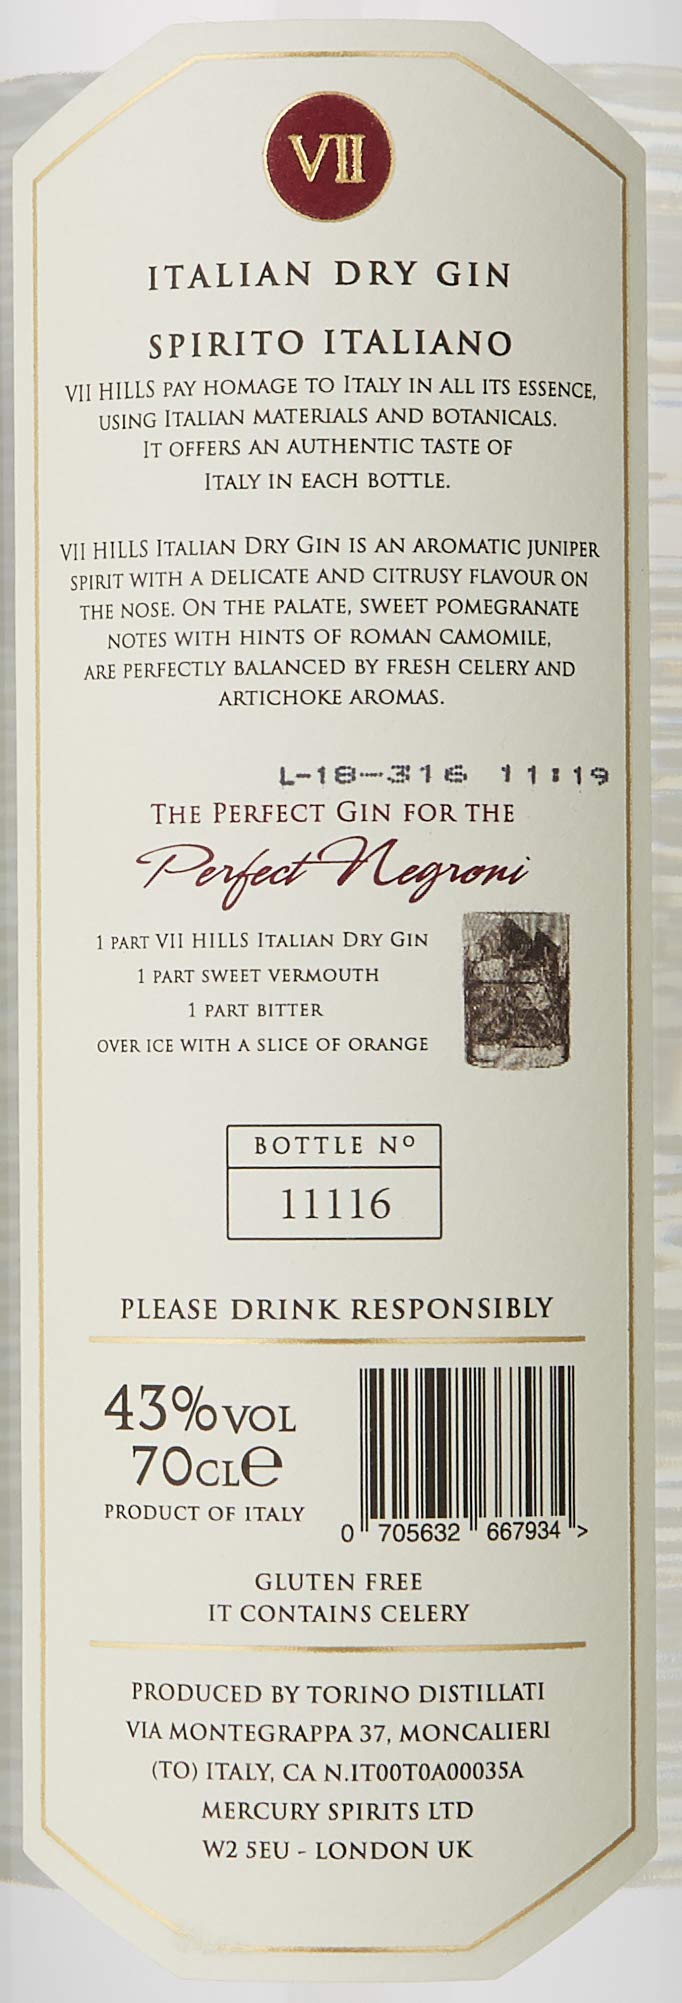 VII
ITALIAN DRY GIN
SPIRITO ITALIANO
VII HILLS PAY HOMAGE TO ITALY IN ALL ITS ESSENCE,
USING ITALIAN MATERIALS AND BOTANICALS.
IT OFFERS AN AUTHENTIC TASTE OF
ITALY IN EACH BOTTLE.
VII HILLS ITALIAN DRY GIN IS AN AROMATIC JUNIPER
SPIRIT WITH A DELICATE AND CITRUSY FLAVOUR ON
THE NOSE. ON THE PALATE, SWEET POMEGRANATE
NOTES WITH HINTS OF ROMAN CAMOMILE,
ARE PERFECTLY BALANCED BY FRESH CELERY AND
ARTICHOKE AROMAS.
L-18--316 11:19
THE PERFECT GIN FOR THE
Perfect Negroni
1 PART VII HILLS ITALIAN DRY GIN
1 PART SWEET VERMOUTH
1 PART BITTER
OVER ICE WITH A SLICE OF ORANGE
BOTTLE Nº
11116
PLEASE DRINK RESPONSIBLY
43%VOL
70CLe
PRODUCT OF ITALY
0 705632 667934 >
GLUTEN FREE
IT CONTAINS CELERY
PRODUCED BY TORINO DISTILLATI
VIA MONTEGRAPPA 37, MONCALIERI
(TO) ITALY, CA N.IT00T0A00035A
MERCURY SPIRITS LTD
W2 5EU - LONDON UK